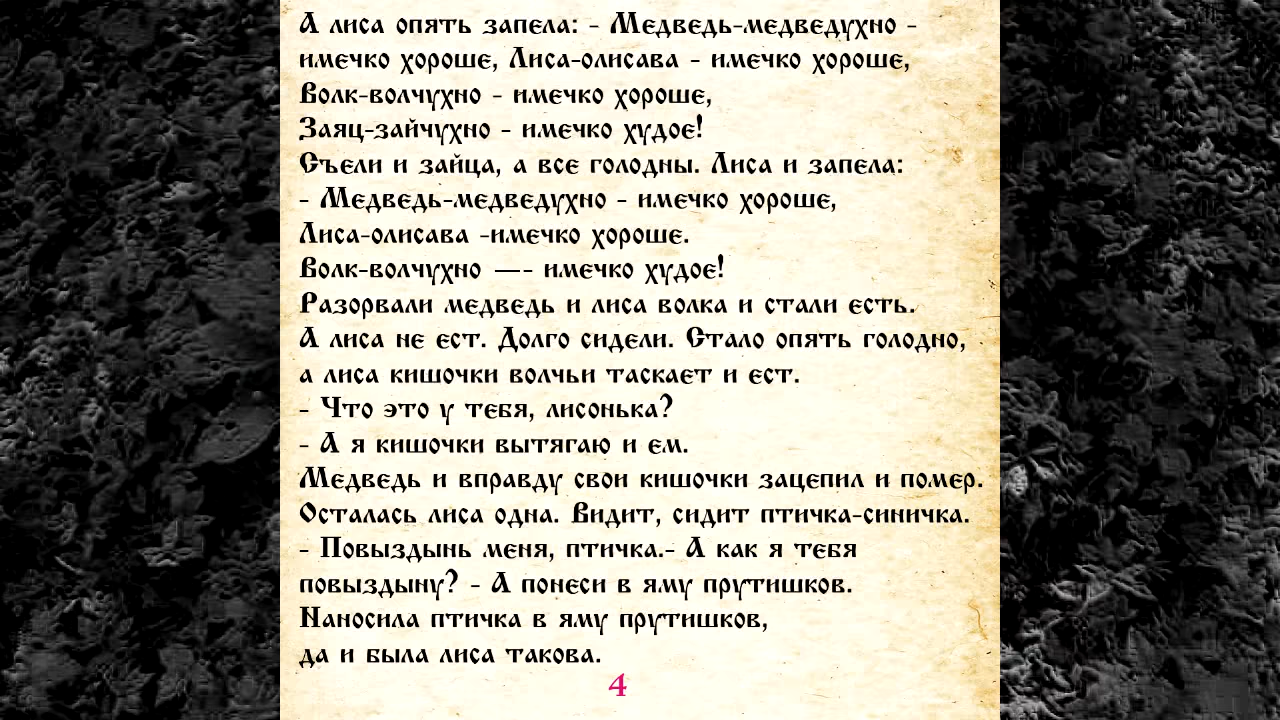 А лиса опять запела: - Медведь-медведухно -
имечко хороше, Лиса-олисава - имечко хороше,
Волк-волчухно - имечко хороше,
Заяц-зайчухно - имечко худое!
Съели и зайца, а все голодны. Лиса и запела:
- Медведь-медведухно - имечко хороше,
Лиса-олисава -имечко хороше.
Волк-волчухно —- имечко худое!
Разорвали медведь и лиса волка и стали есть.
А лиса не ест. Долго сидели. Стало опять голодно,
а лиса кишочки волчьи таскает и ест.
- Что это у тебя, лисонька?
- А я кишочки вытягаю и ем.
Медведь и вправду свои кишочки зацепил и помер.
Осталась лиса одна. Видит, сидит птичка-синичка.
- Повыздынь меня, птичка.- А как я тебя
повыздыну? - А понеси в яму прутишков.
Наносила птичка в яму прутишков,
да и была лиса такова.
4